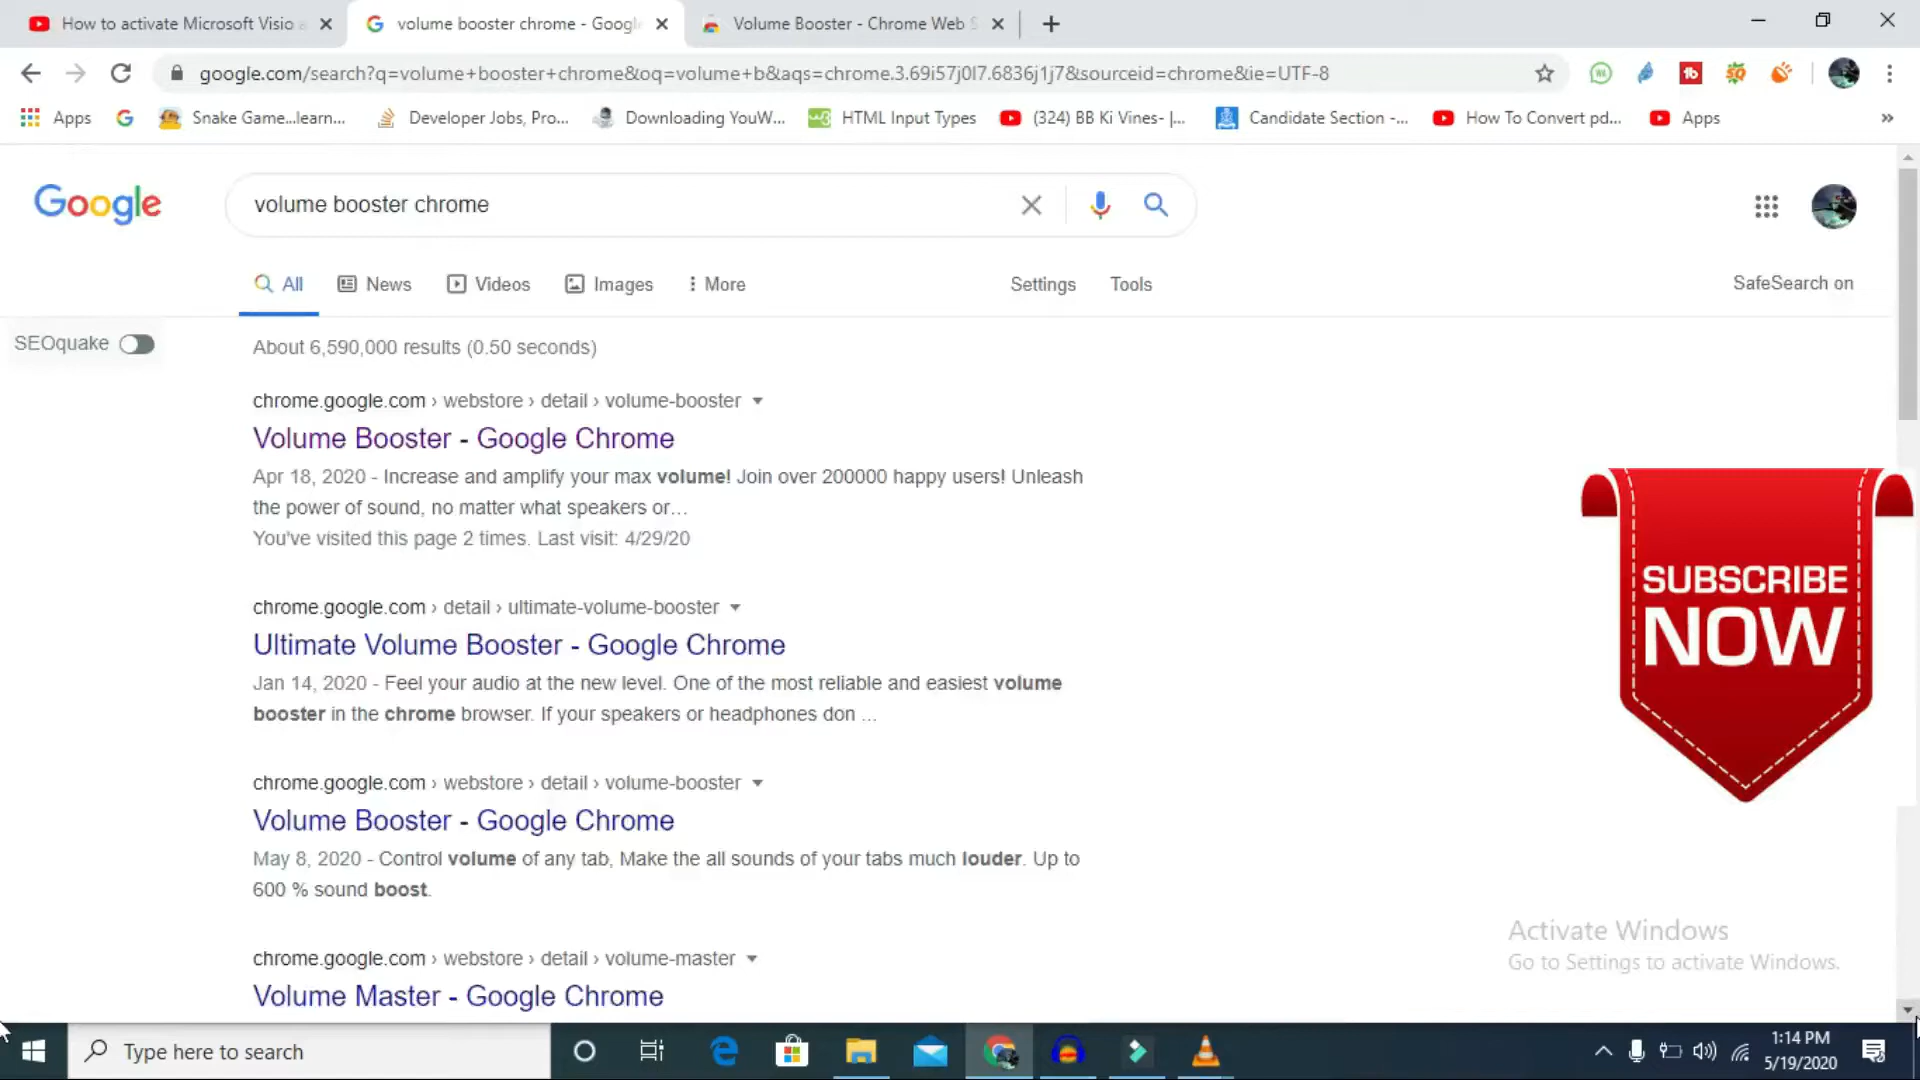 How to activate Microsoft Visio a
volume booster chrome - Googl
Volume Booster - Chrome Web S
google.com/search?q=volume+booster+chrome&oq=volume+b&aqs=chrome.3.69i57j0l7.6836j1j7&sourceid=chrome&ie=UTF-8
Apps
Snake Game...learn...
Developer Jobs, Pro...
Downloading YouW...
HTML Input Types
(324) BB Ki Vines- |...
Candidate Section -...
How To Convert pd...
Apps
»
Google
volume booster chrome
All
News
Videos
Images
More
Settings
Tools
SafeSearch on
SEOquake
About 6,590,000 results (0.50 seconds)
chrome.google.com › webstore › detail › volume-booster
Volume Booster - Google Chrome
Apr 18, 2020 - Increase and amplify your max volume! Join over 200000 happy users! Unleash
the power of sound, no matter what speakers or...
You've visited this page 2 times. Last visit: 4/29/20
chrome.google.com › detail › ultimate-volume-booster
Ultimate Volume Booster - Google Chrome
Jan 14, 2020 - Feel your audio at the new level. One of the most reliable and easiest volume
booster in the chrome browser. If your speakers or headphones don ...
chrome.google.com › webstore › detail › volume-booster
Volume Booster - Google Chrome
May 8, 2020 - Control volume of any tab, Make the all sounds of your tabs much louder. Up to
600 % sound boost.
chrome.google.com › webstore › detail › volume-master
Volume Master - Google Chrome
SUBSCRIBE
NOW
Activate Windows
Go to Settings to activate Windows.
Type here to search
1:14 PM
5/19/2020